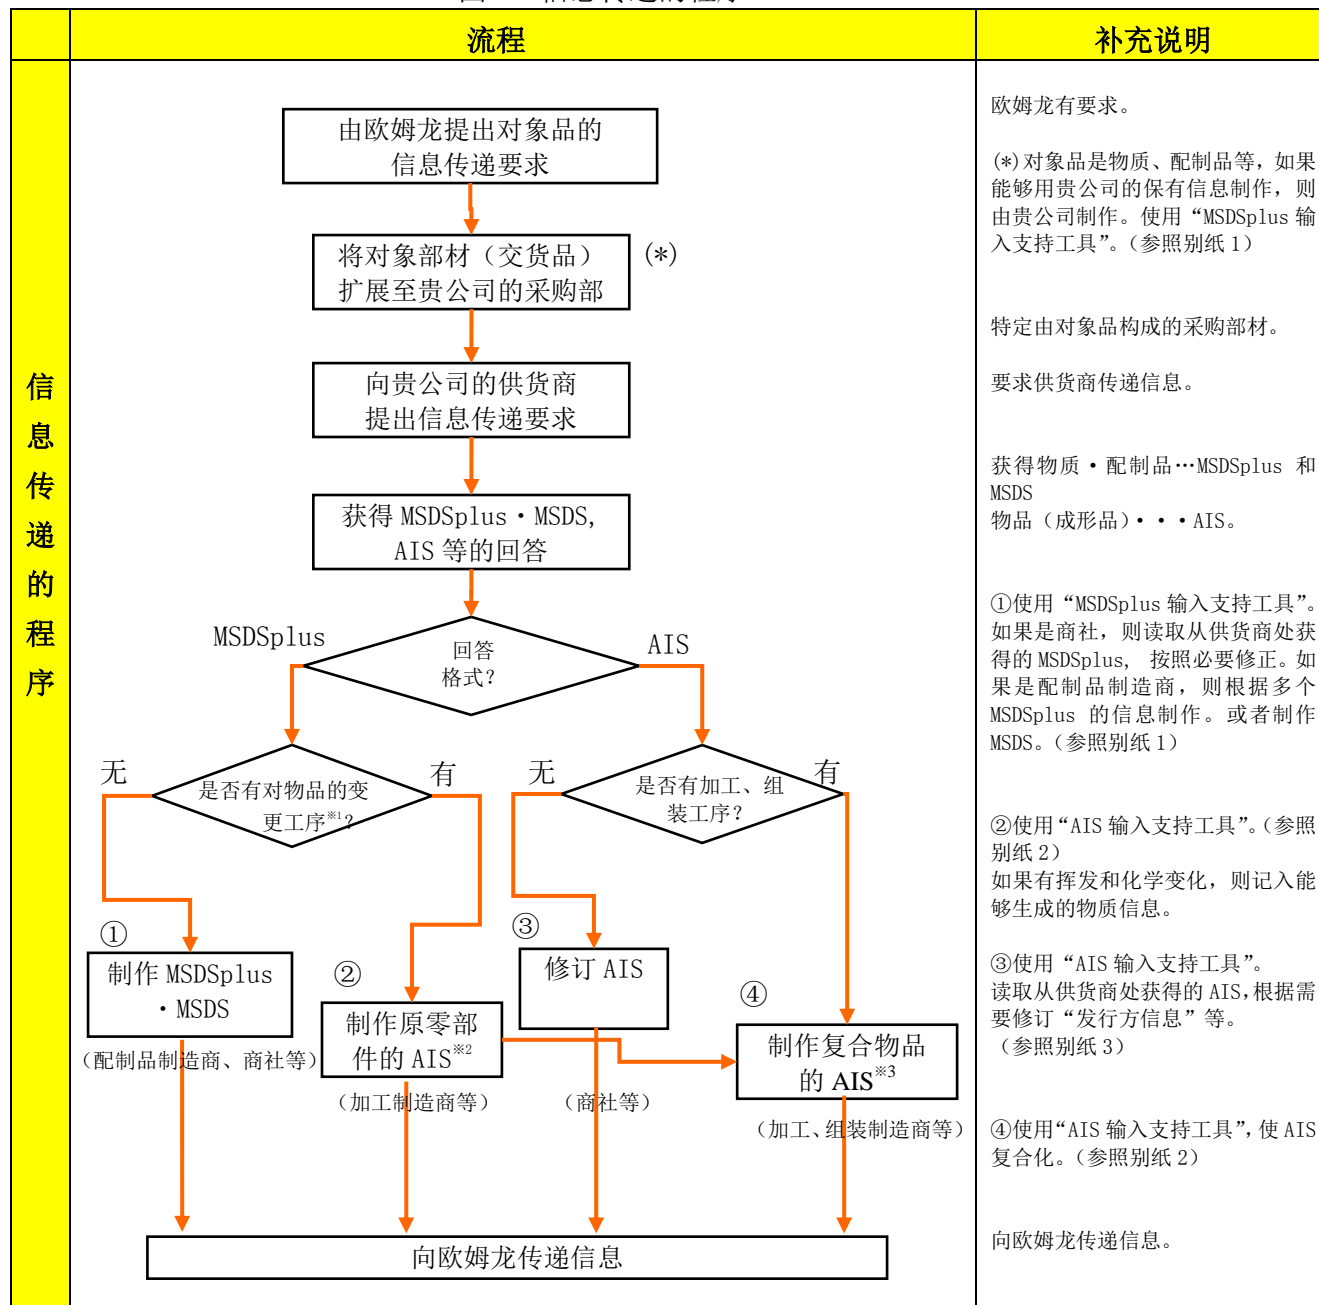 流程
补充说明
信
息
传
递
的
程
序
由欧姆龙提出对象品的
信息传递要求
将对象部材（交货品）
扩展至贵公司的采购部
(*)
向贵公司的供货商
提出信息传递要求
获得 MSDSplus・MSDS,
AIS 等的回答
MSDSplus
回答
格式？
AIS
无
是否有对物品的变
更工序※1？
有
无
是否有加工、组
装工序？
有
①
制作 MSDSplus
・MSDS
（配制品制造商、商社等）
②
制作原零部
件的 AIS※2
（加工制造商等）
③
修订 AIS
（商社等）
④
制作复合物品
的 AIS※3
（加工、组装制造商等）
向欧姆龙传递信息
欧姆龙有要求。
(*)对象品是物质、配制品等，如果
能够用贵公司的保有信息制作，则
由贵公司制作。使用“MSDSplus 输
入支持工具”。（参照别纸 1）
特定由对象品构成的采购部材。
要求供货商传递信息。
获得物质・配制品…MSDSplus 和
MSDS
物品（成形品）・・・AIS。
①使用“MSDSplus 输入支持工具”。
如果是商社，则读取从供货商处获
得的 MSDSplus, 按照必要修正。如
果是配制品制造商，则根据多个
MSDSplus 的信息制作。或者制作
MSDS。（参照别纸 1）
②使用“AIS 输入支持工具”。（参照
别纸 2）
如果有挥发和化学变化，则记入能
够生成的物质信息。
③使用“AIS 输入支持工具”。
读取从供货商处获得的 AIS,根据需
要修订“发行方信息”等。
（参照别纸 3）
④使用“AIS 输入支持工具”，使 AIS
复合化。（参照别纸 2）
向欧姆龙传递信息。